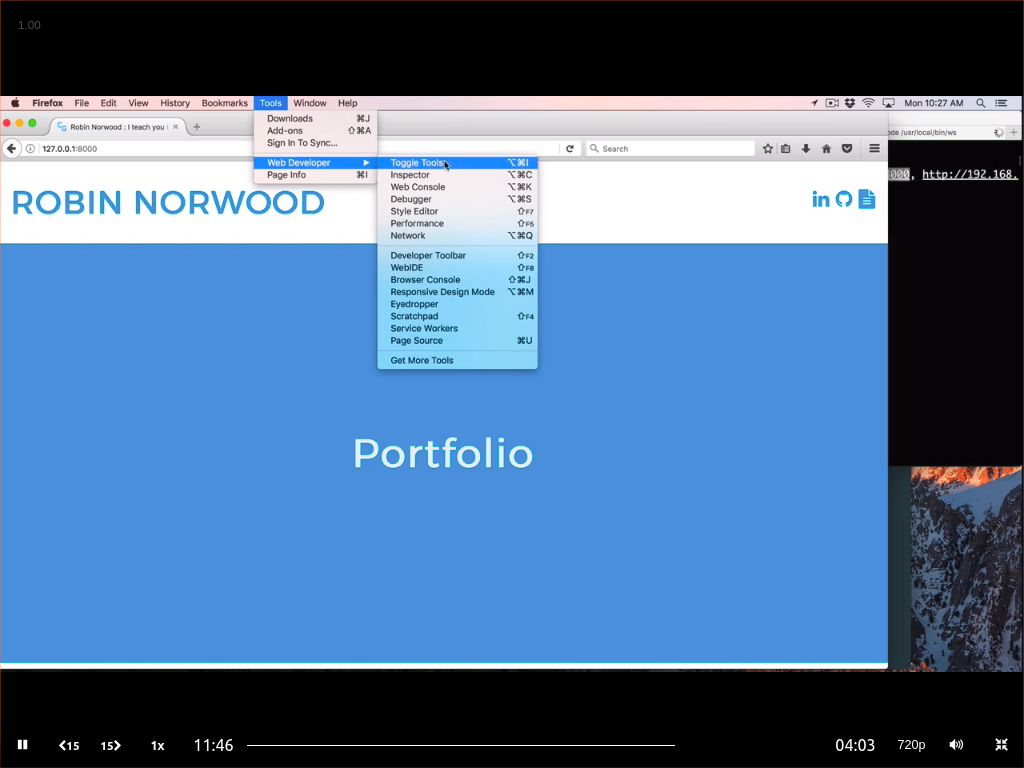 1.00
Firefox File Edit View History Bookmarks Tools Window Help Mon 10:27 AM
Robin Norwood : I teach you
127.0.0.1:8000 Search
Downloads ⌘J
Add-ons ⇧⌘A
Sign In To Sync...
Web Developer
Page Info ⌘I
Toggle Tools ⌥⌘I
Inspector ⌥⌘C
Web Console ⌥⌘K
Debugger ⌥⌘S
Style Editor ⇧F7
Performance ⇧F5
Network ⌥⌘Q
Developer Toolbar ⇧F2
WebIDE ⇧F8
Browser Console ⇧⌘J
Responsive Design Mode ⌥⌘M
Eyedropper
Scratchpad ⇧F4
Service Workers
Page Source ⌘U
Get More Tools
ode /usr/local/bin/ws
000, http://192.168.
ROBIN NORWOOD
in
Portfolio
15 15 1x 11:46 04:03 720p